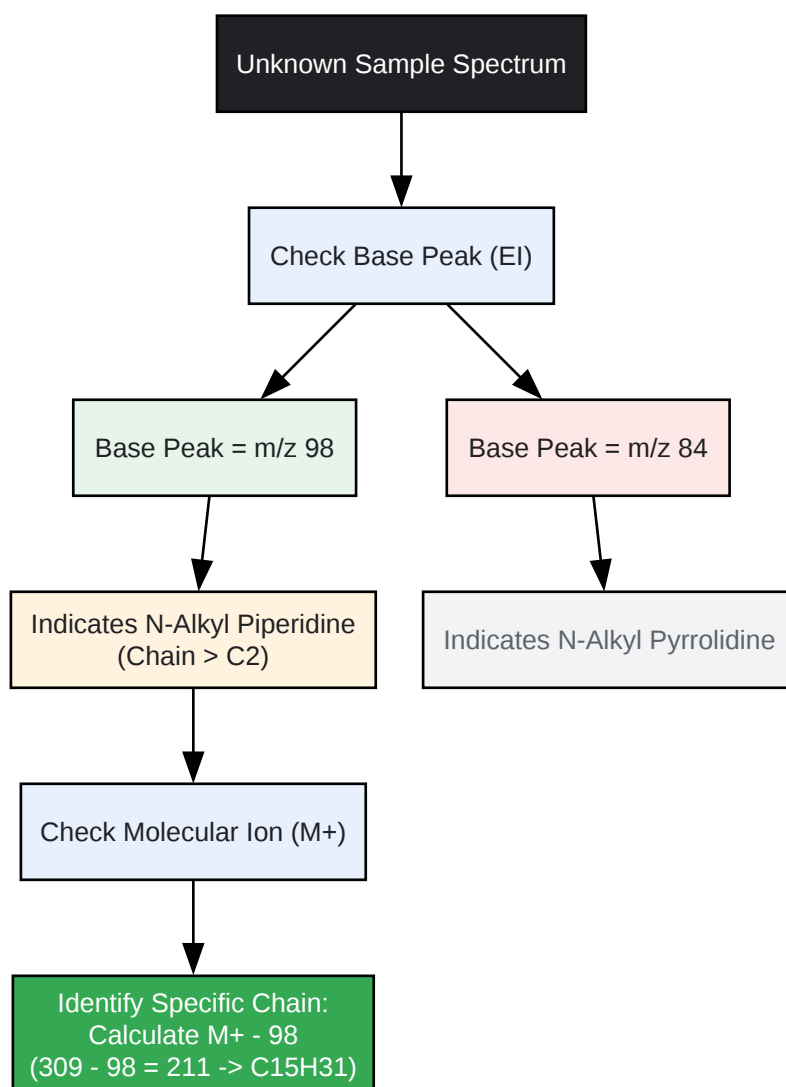 Unknown Sample Spectrum
Check Base Peak (EI)
Base Peak = m/z 98
Base Peak = m/z 84
Indicates N-Alkyl Piperidine
(Chain > C2)
Indicates N-Alkyl Pyrrolidine
Check Molecular Ion (M+)
Identify Specific Chain:
Calculate M+ - 98
(309 - 98 = 211 -> C15H31)